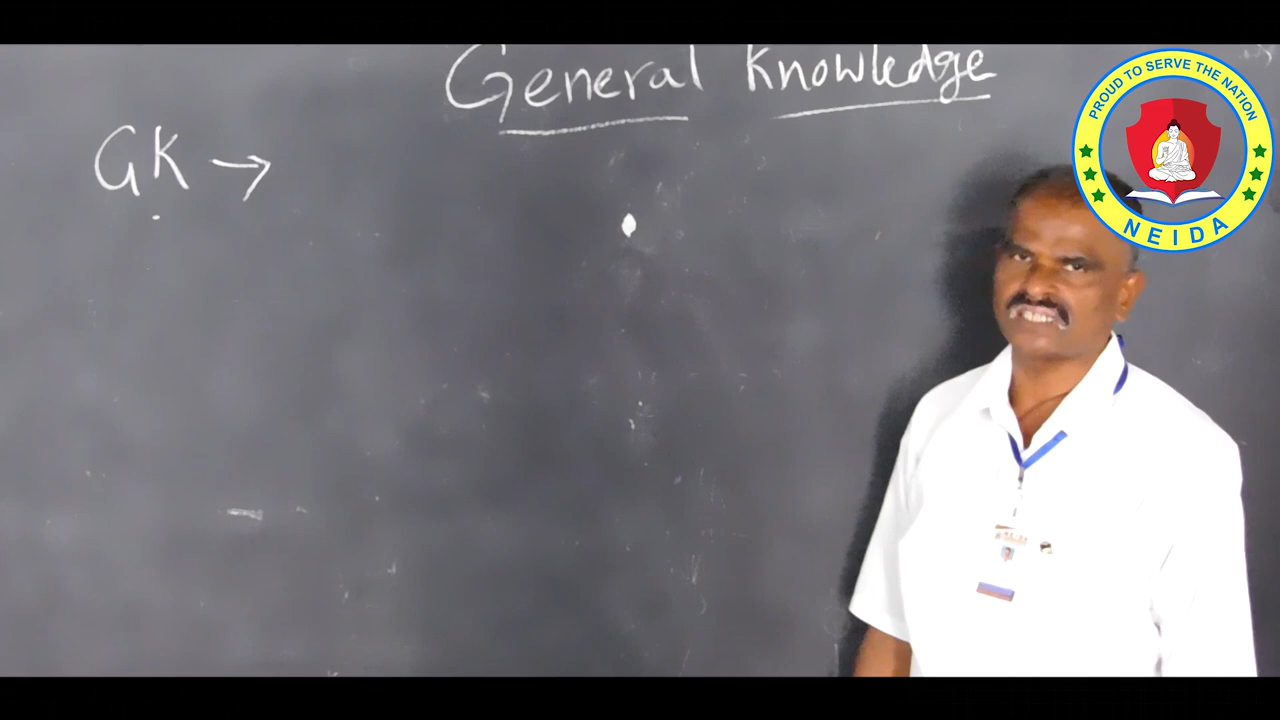 General Knowledge
GK →
PROUD TO SERVE THE NATION
NEIDA